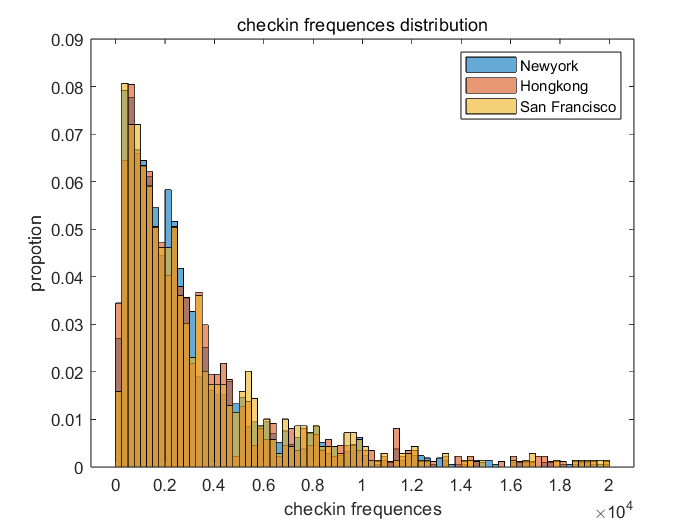 checkin frequences distribution
0.09
0.08
0.07
0.06
0.05
0.04
0.03
0.02
0.01
0
propotion
Newyork
Hongkong
San Francisco
0 0.2 0.4 0.6 0.8 1 1.2 1.4 1.6 1.8 2
×10^4
checkin frequences